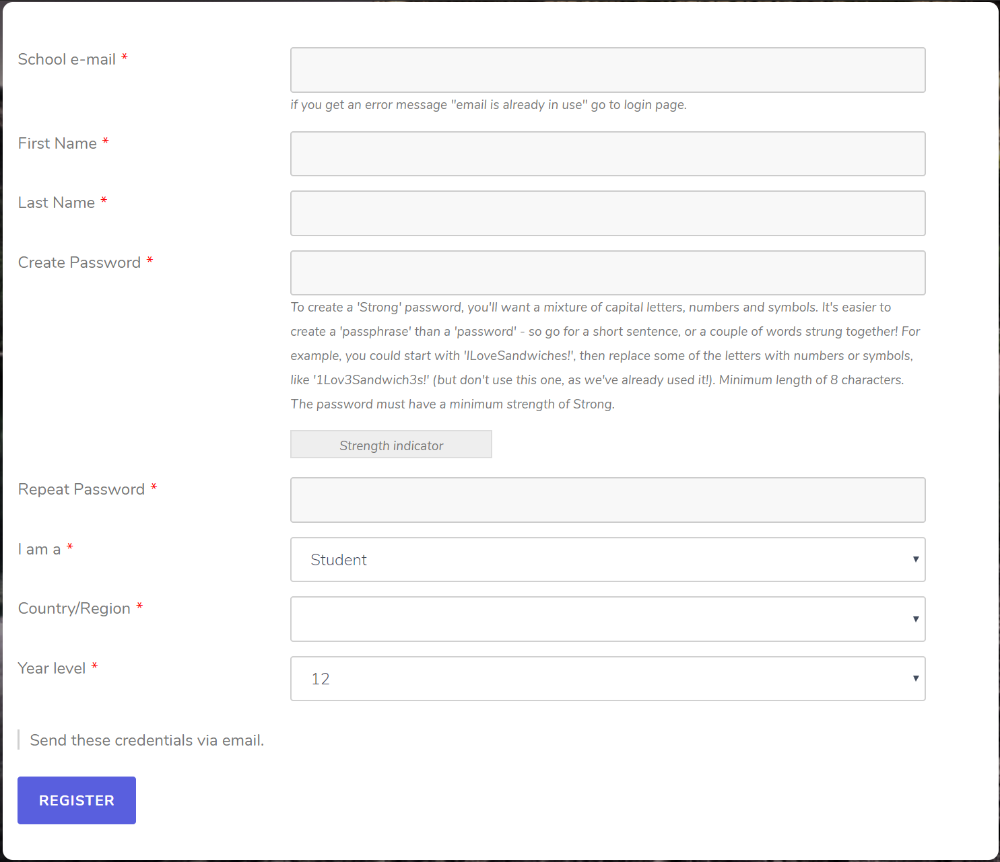 School e-mail *
if you get an error message "email is already in use" go to login page.
First Name *
Last Name *
Create Password *
To create a 'Strong' password, you'll want a mixture of capital letters, numbers and symbols. It's easier to
create a 'passphrase' than a 'password' - so go for a short sentence, or a couple of words strung together! For
example, you could start with 'ILoveSandwiches!', then replace some of the letters with numbers or symbols,
like '1Lov3Sandwich3s!' (but don't use this one, as we've already used it!). Minimum length of 8 characters.
The password must have a minimum strength of Strong.
Strength indicator
Repeat Password *
I am a *
Student
Country/Region *
Year level *
12
Send these credentials via email.
REGISTER